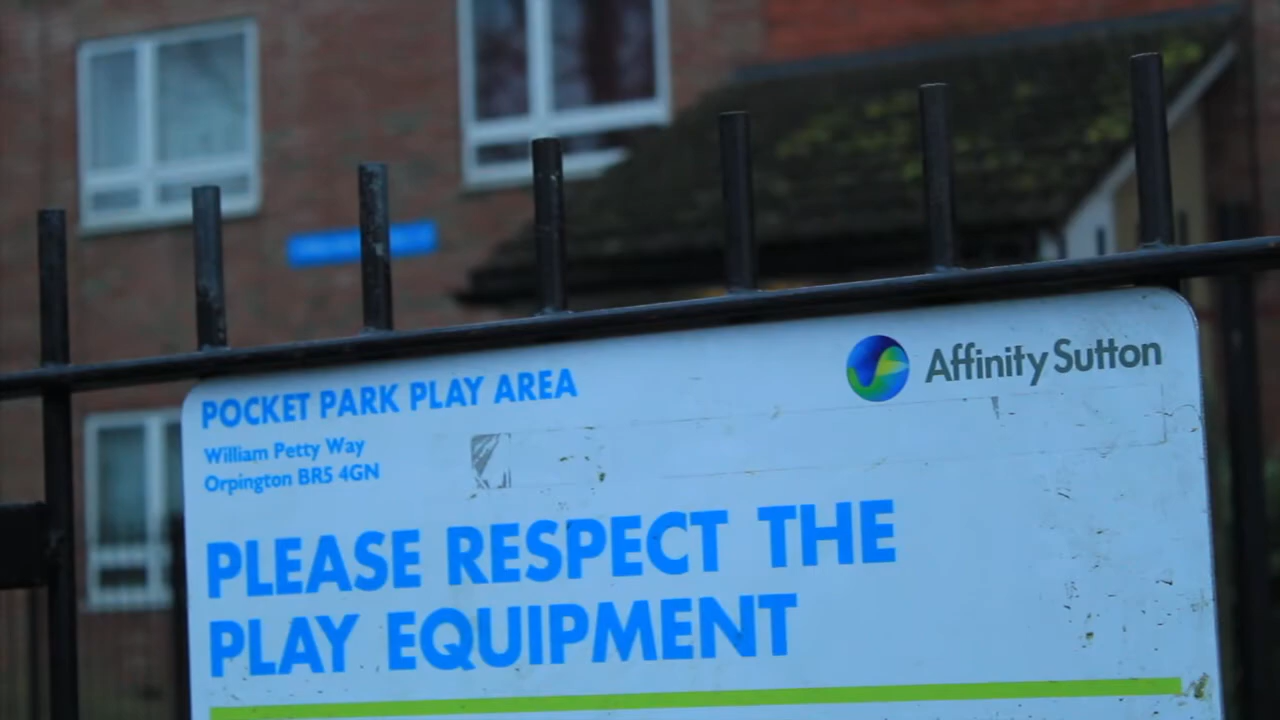 POCKET PARK PLAY AREA
Affinity Sutton
William Petty Way
Orpington BR5 4GN
PLEASE RESPECT THE
PLAY EQUIPMENT